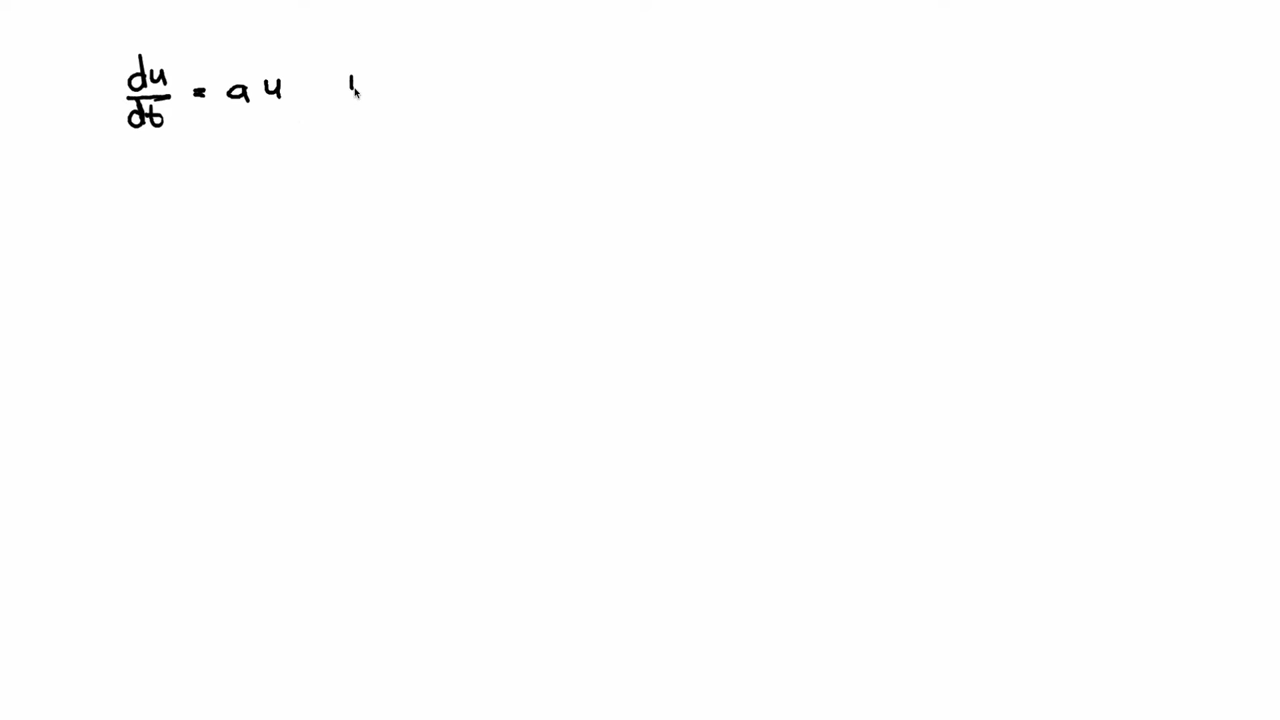 du/dt = a u